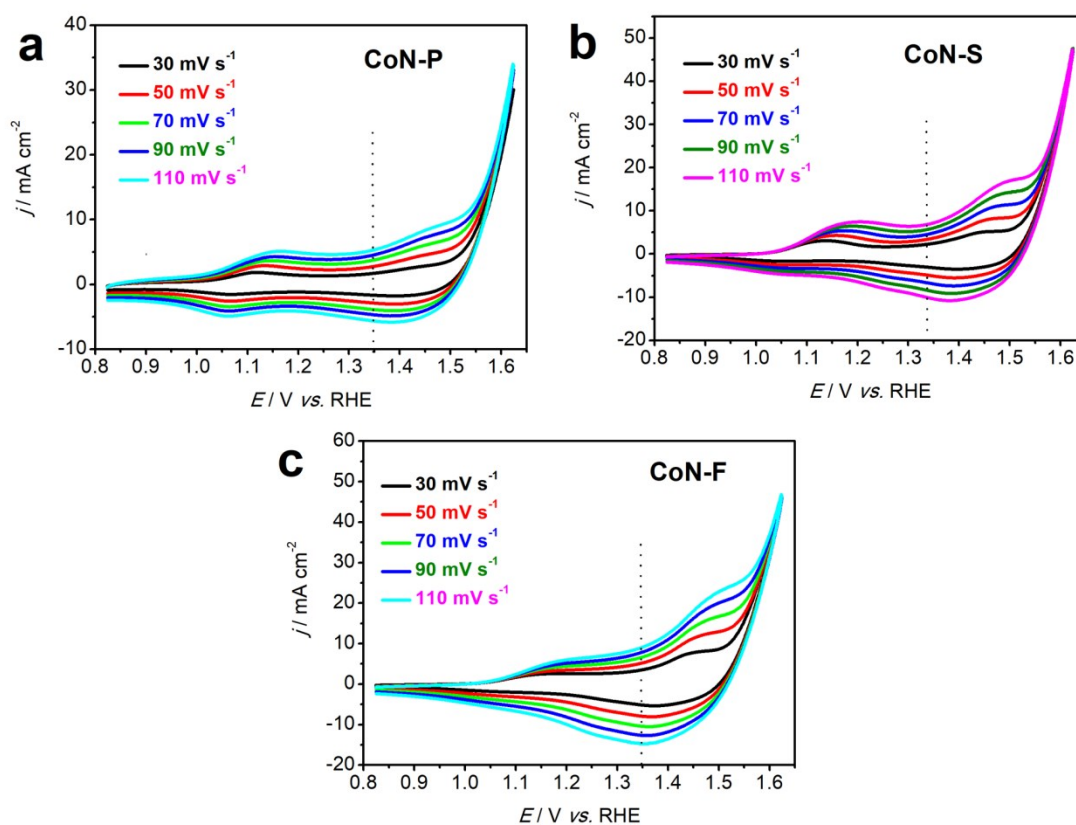 a
CoN-P
30 mV s⁻¹
50 mV s⁻¹
70 mV s⁻¹
90 mV s⁻¹
110 mV s⁻¹
j / mA cm⁻²
40
30
20
10
0
-10
0.8 0.9 1.0 1.1 1.2 1.3 1.4 1.5 1.6
E / V vs. RHE
b
CoN-S
30 mV s⁻¹
50 mV s⁻¹
70 mV s⁻¹
90 mV s⁻¹
110 mV s⁻¹
j / mA cm⁻²
50
40
30
20
10
0
-10
-20
0.8 0.9 1.0 1.1 1.2 1.3 1.4 1.5 1.6
E / V vs. RHE
c
CoN-F
30 mV s⁻¹
50 mV s⁻¹
70 mV s⁻¹
90 mV s⁻¹
110 mV s⁻¹
j / mA cm⁻²
60
50
40
30
20
10
0
-10
-20
0.8 0.9 1.0 1.1 1.2 1.3 1.4 1.5 1.6
E / V vs. RHE